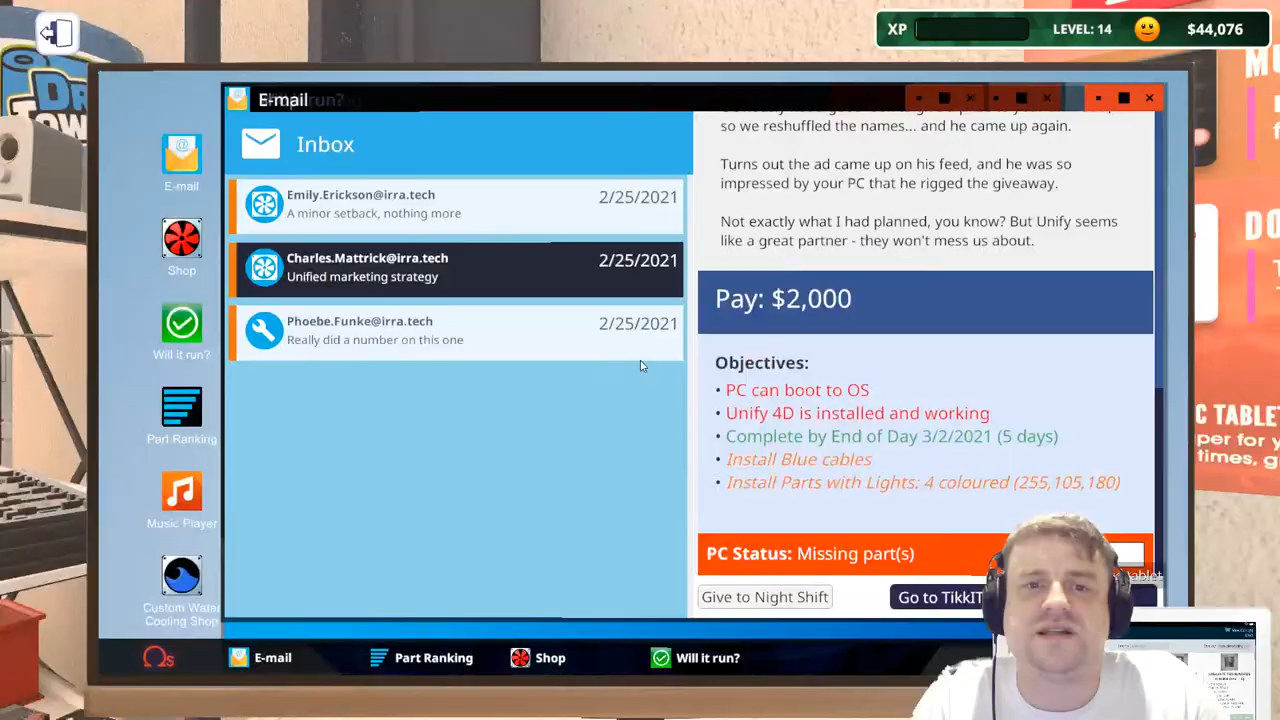 XP
LEVEL: 14
$44,076
E-mail
Inbox
Emily.Erickson@irra.tech
2/25/2021
A minor setback, nothing more
Charles.Mattrick@irra.tech
2/25/2021
Unified marketing strategy
Phoebe.Funke@irra.tech
2/25/2021
Really did a number on this one
so we reshuffled the names... and he came up again.
Turns out the ad came up on his feed, and he was so
impressed by your PC that he rigged the giveaway.
Not exactly what I had planned, you know? But Unify seems
like a great partner - they won't mess us about.
Pay: $2,000
Objectives:
• PC can boot to OS
• Unify 4D is installed and working
• Complete by End of Day 3/2/2021 (5 days)
• Install Blue cables
• Install Parts with Lights: 4 coloured (255,105,180)
PC Status: Missing part(s)
Give to Night Shift
Go to TikkIT
E-mail
Shop
Will it run?
Part Ranking
Music Player
Custom Water
Cooling Shop
Os
E-mail
Part Ranking
Shop
Will it run?